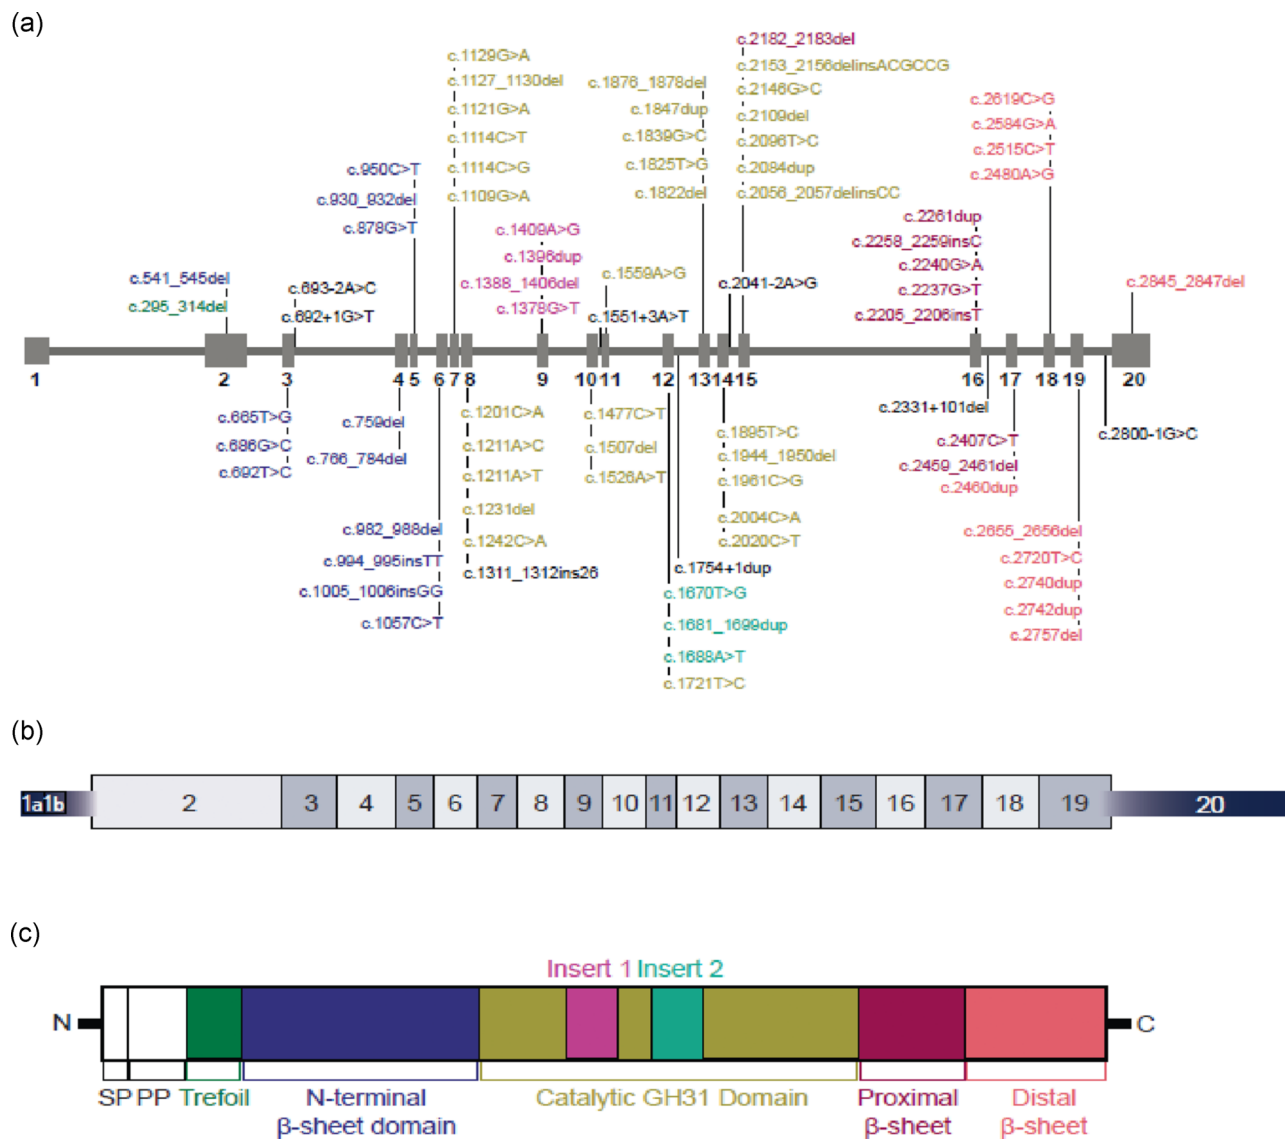 (a)
c.1129G>A
c.1127_1130del
c.1121G>A
c.1114C>T
c.1114C>G
c.1109G>A
c.950C>T
c.930_932del
c.878G>T
c.541_545del
c.295_314del
c.693-2A>C
c.692+1G>T
c.1409A>G
c.1396dup
c.1388_1406del
c.1378G>T
c.1559A>G
c.1551+3A>T
c.1876_1878del
c.1847dup
c.1839G>C
c.1825T>G
c.1822del
c.2182_2183del
c.2153_2156delinsACGCCG
c.2146G>C
c.2109del
c.2096T>C
c.2084dup
c.2056_2057delinsCC
c.2041-2A>G
c.2261dup
c.2258_2259insC
c.2240G>A
c.2237G>T
c.2205_2206insT
c.2619C>G
c.2584G>A
c.2515C>T
c.2480A>G
c.2845_2847del
1 2 3 4 5 6 7 8 9 10 11 12 13 14 15 16 17 18 19 20
c.665T>G
c.686G>C
c.692T>C
c.759del
c.766_784del
c.982_988del
c.994_995insTT
c.1005_1006insGG
c.1057C>T
c.1201C>A
c.1211A>C
c.1211A>T
c.1231del
c.1242C>A
c.1311_1312ins26
c.1477C>T
c.1507del
c.1526A>T
c.1754+1dup
c.1670T>G
c.1681_1699dup
c.1688A>T
c.1721T>C
c.1895T>C
c.1944_1950del
c.1961C>G
c.2004C>A
c.2020C>T
c.2331+101del
c.2407C>T
c.2459_2461del
c.2460dup
c.2655_2656del
c.2720T>C
c.2740dup
c.2742dup
c.2757del
c.2800-1G>C
(b)
1a1b 2 3 4 5 6 7 8 9 10 11 12 13 14 15 16 17 18 19 20
(c)
Insert 1 Insert 2
N C
SP PP Trefoil N-terminal Catalytic GH31 Domain Proximal Distal
β-sheet domain β-sheet β-sheet